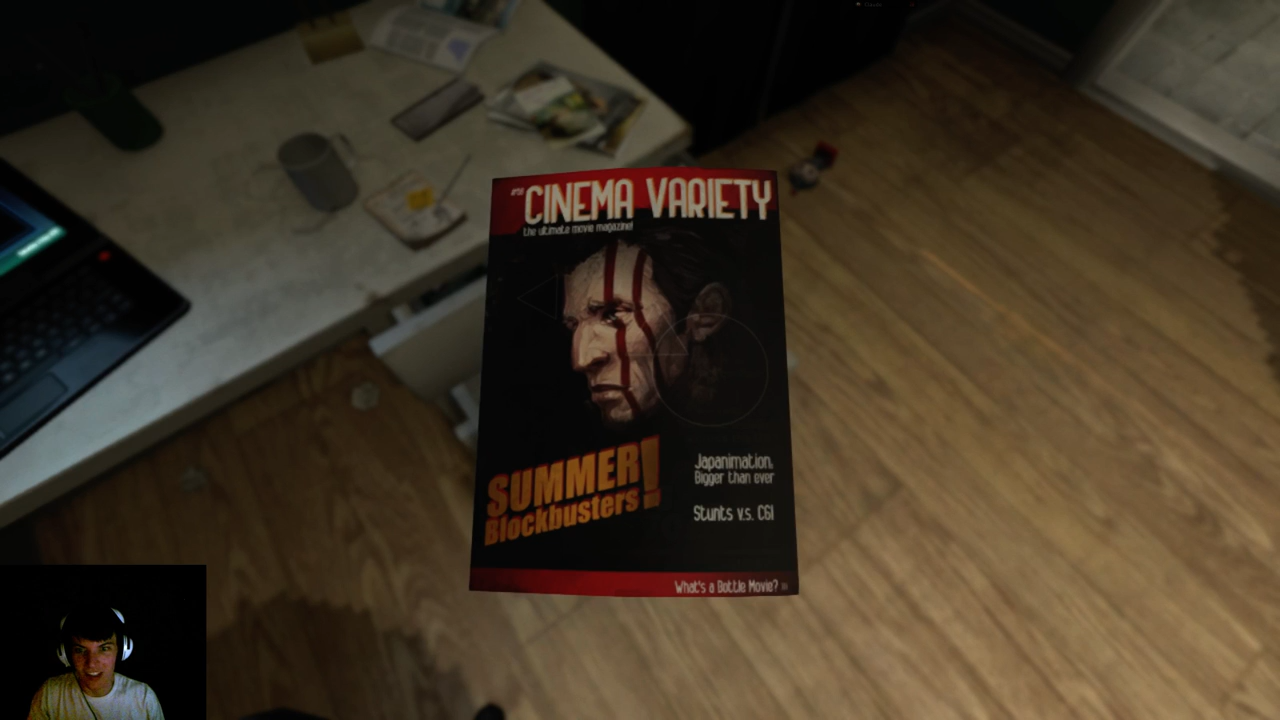 CINEMA VARIETY
the ultimate movie magazine!
SUMMER!
Blockbusters
Japanimation,
Bigger than ever
Stunts v.s. CGI
What's a Bottle Movie?